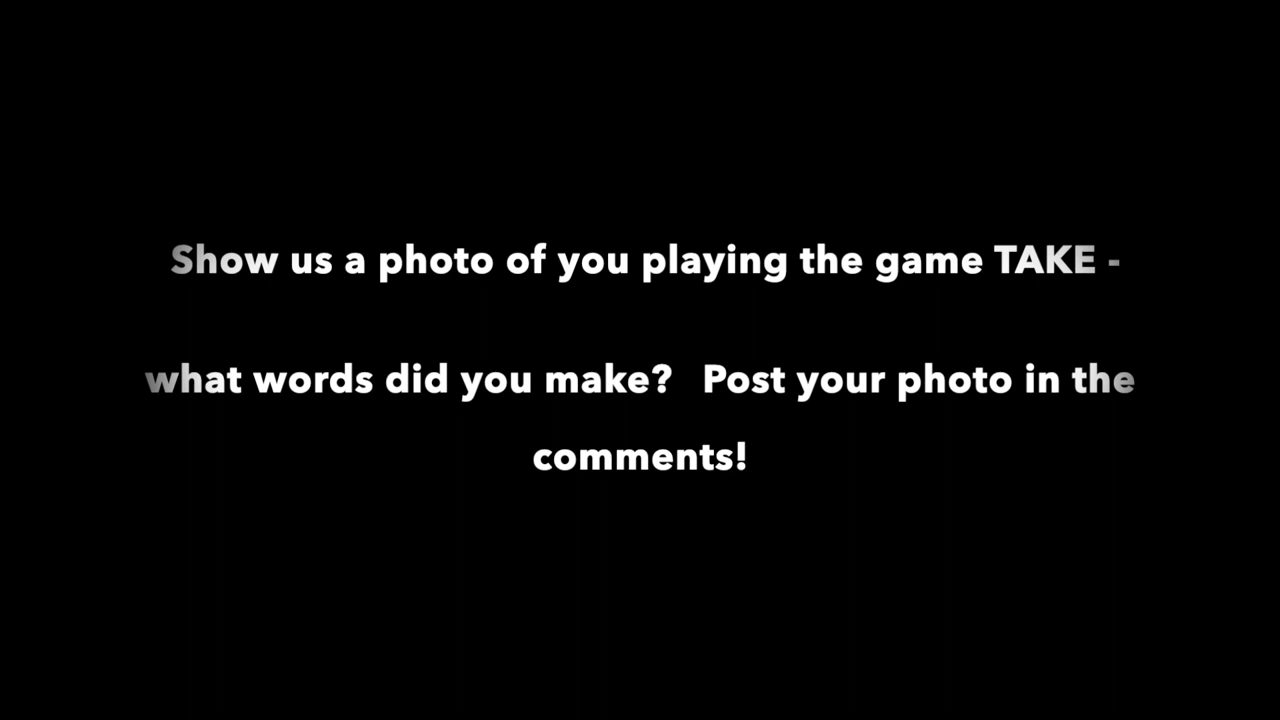 Show us a photo of you playing the game TAKE -
what words did you make?   Post your photo in the
comments!